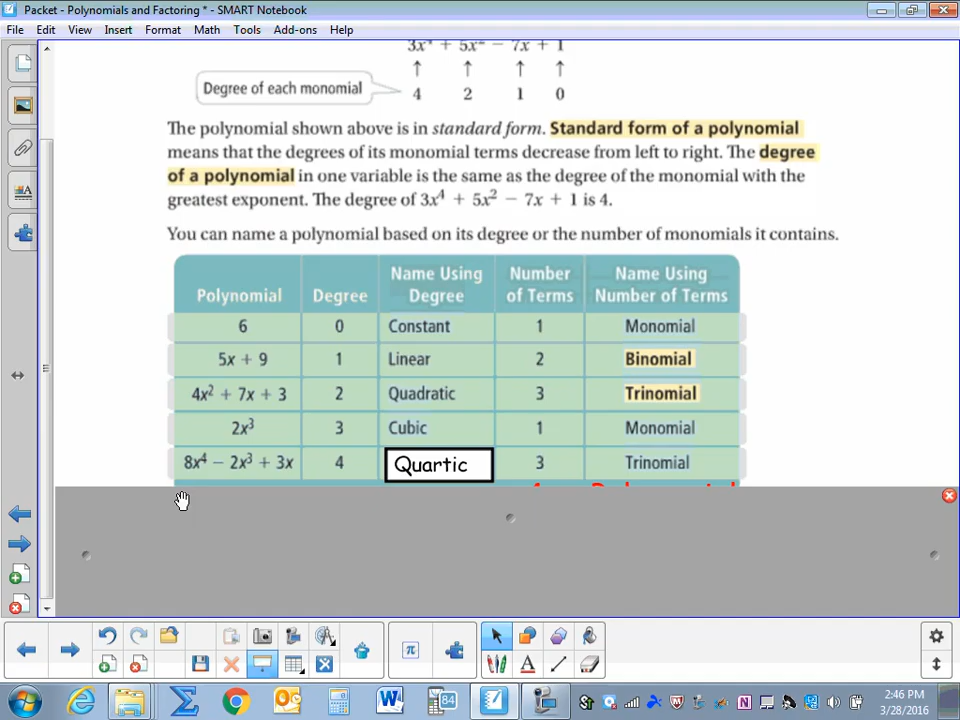 Packet - Polynomials and Factoring * - SMART Notebook
File Edit View Insert Format Math Tools Add-ons Help
3x⁴ + 5x² − 7x + 1
Degree of each monomial
4 2 1 0
The polynomial shown above is in standard form. Standard form of a polynomial
means that the degrees of its monomial terms decrease from left to right. The degree
of a polynomial in one variable is the same as the degree of the monomial with the
greatest exponent. The degree of 3x⁴ + 5x² − 7x + 1 is 4.
You can name a polynomial based on its degree or the number of monomials it contains.
Polynomial Degree Name Using Degree Number of Terms Name Using Number of Terms
6 0 Constant 1 Monomial
5x + 9 1 Linear 2 Binomial
4x² + 7x + 3 2 Quadratic 3 Trinomial
2x³ 3 Cubic 1 Monomial
8x⁴ − 2x³ + 3x 4 Quartic 3 Trinomial
2:46 PM
3/28/2016